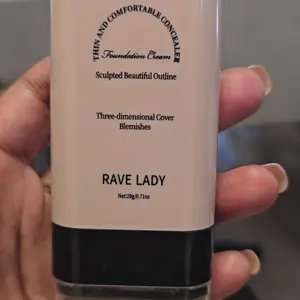 THIN AND COMFORTABLE CONCEALER
Foundation Cream
Sculpted Beautiful Outline
Three-dimensional Cover
Blemishes
RAVE LADY
Net:20g/0.71oz